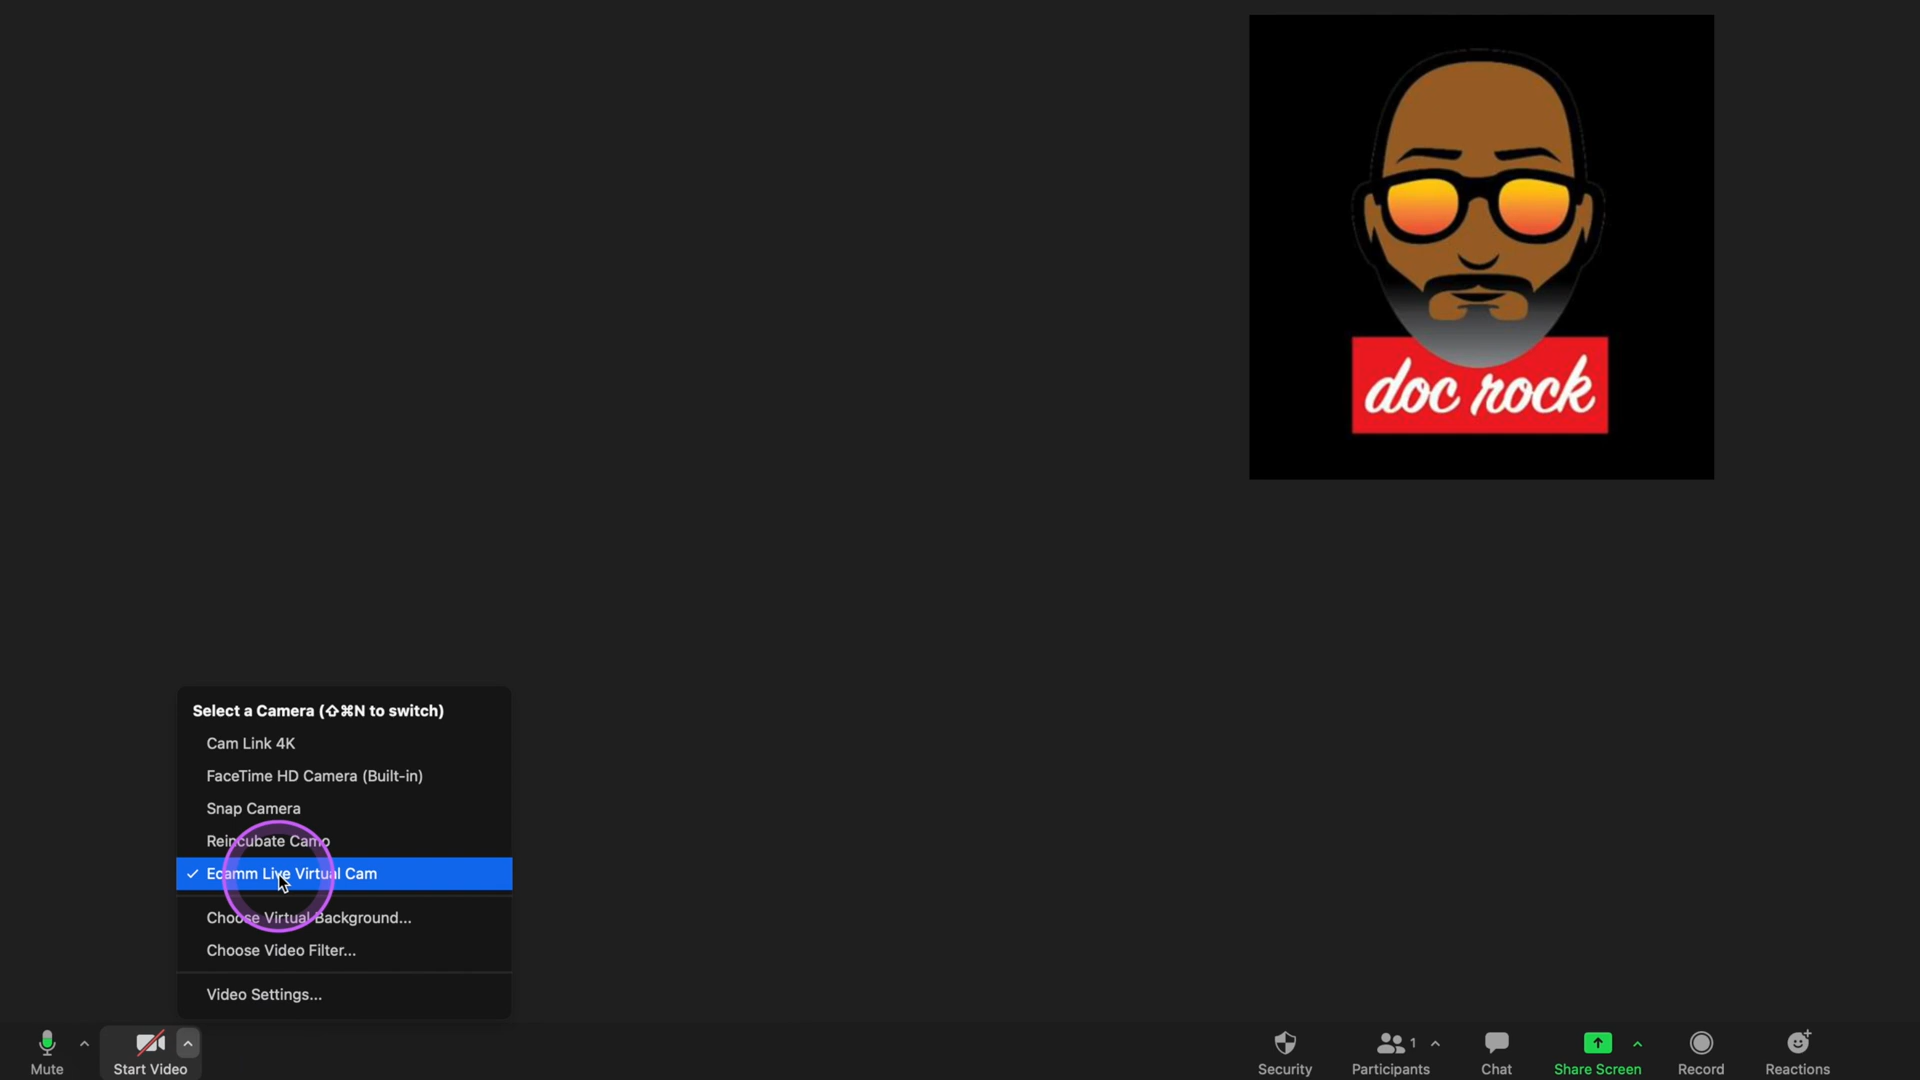 doc rock
Select a Camera (⇧⌘N to switch)
Cam Link 4K
FaceTime HD Camera (Built-in)
Snap Camera
Reincubate Camo
Ecamm Live Virtual Cam
Choose Virtual Background...
Choose Video Filter...
Video Settings...
1
Mute
Start Video
Security
Participants
Chat
Share Screen
Record
Reactions